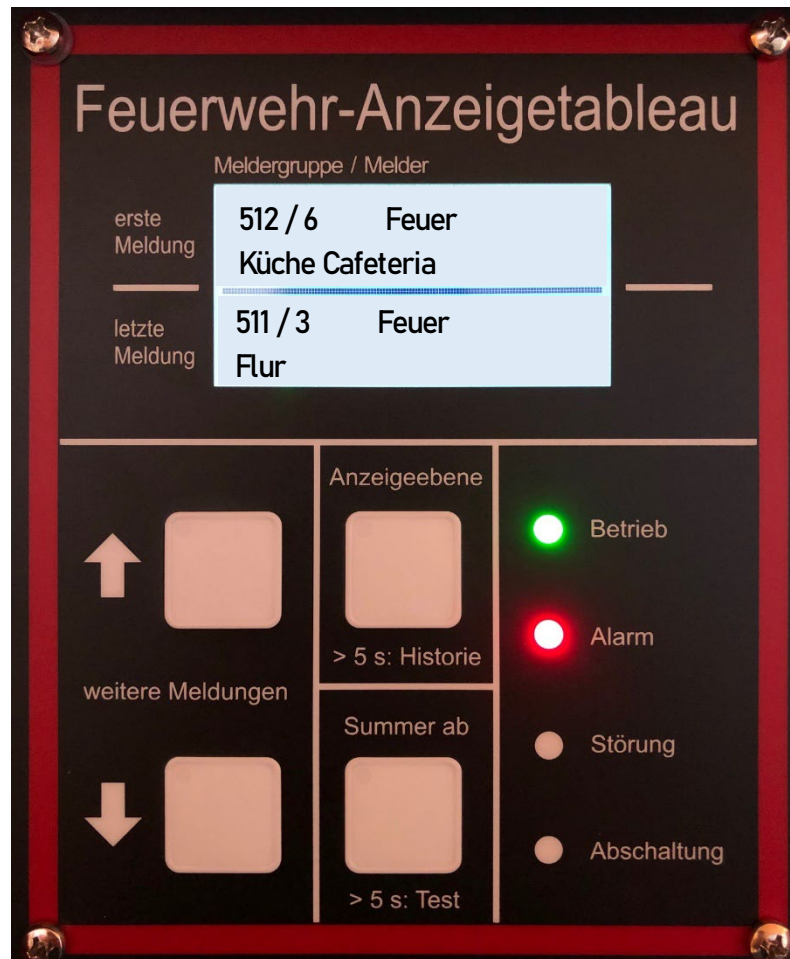 Feuerwehr-Anzeigetableau
Meldergruppe / Melder
erste
Meldung
512 / 6 Feuer
Küche Cafeteria
letzte
Meldung
511 / 3 Feuer
Flur
weitere Meldungen
Anzeigeebene
> 5 s: Historie
Summer ab
> 5 s: Test
Betrieb
Alarm
Störung
Abschaltung